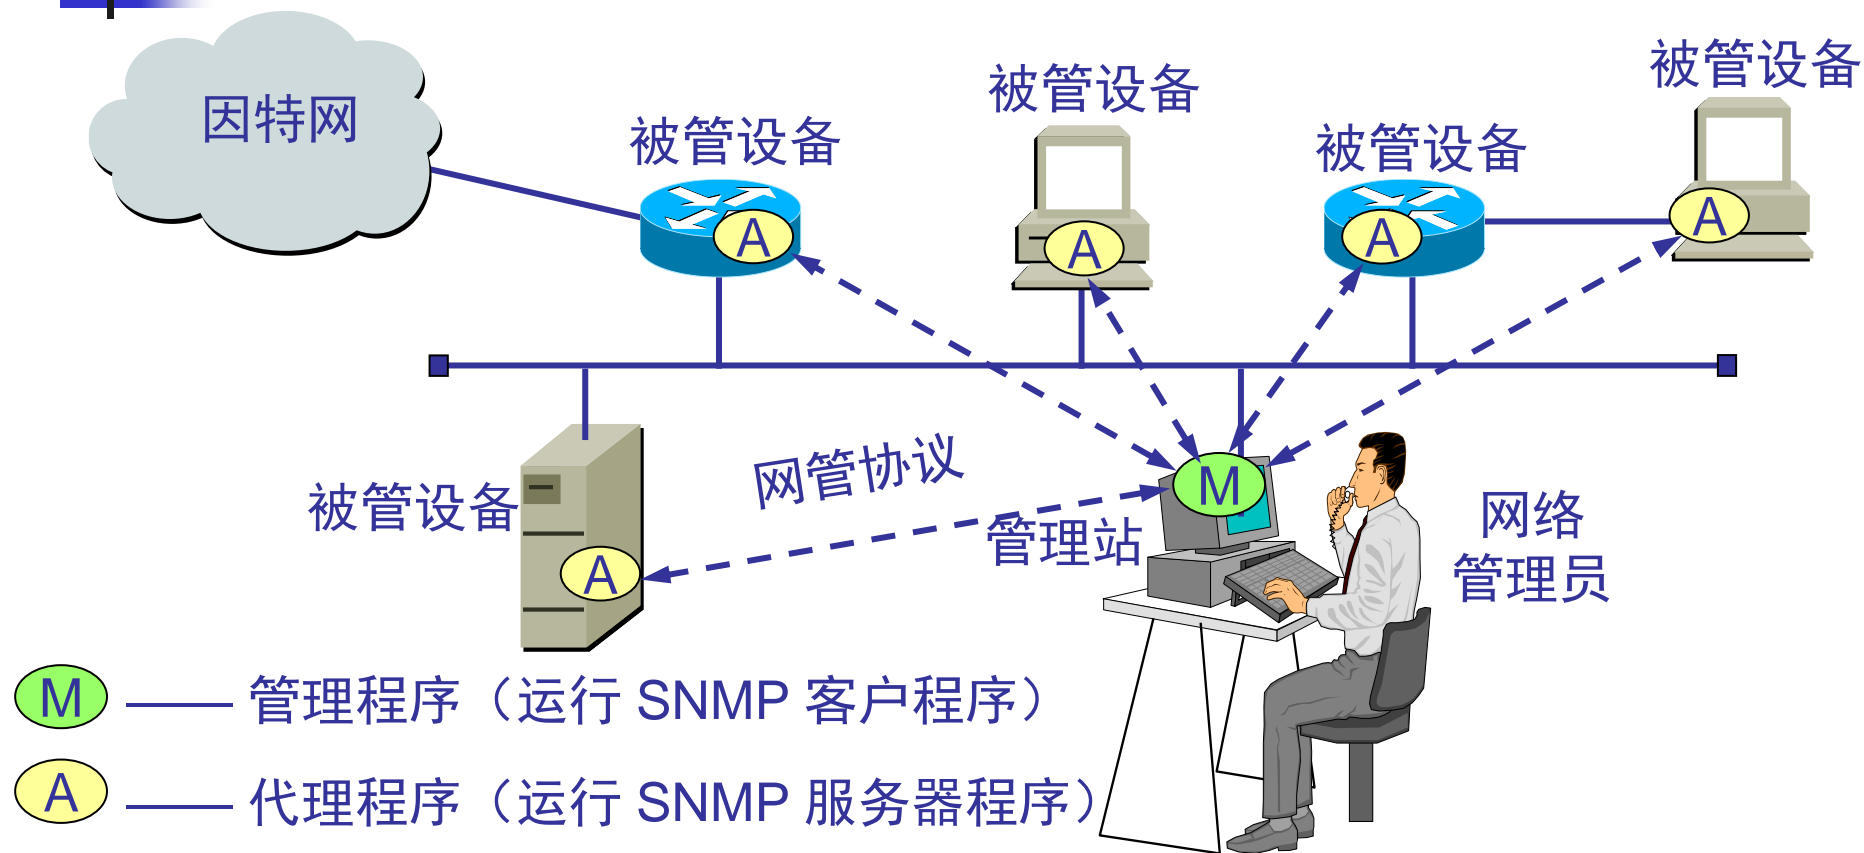 因特网
被管设备
被管设备
被管设备
被管设备
A
A
A
A
网管协议
被管设备
A
M
管理站
网络
管理员
M 管理程序（运行 SNMP 客户程序）
A 代理程序（运行 SNMP 服务器程序）